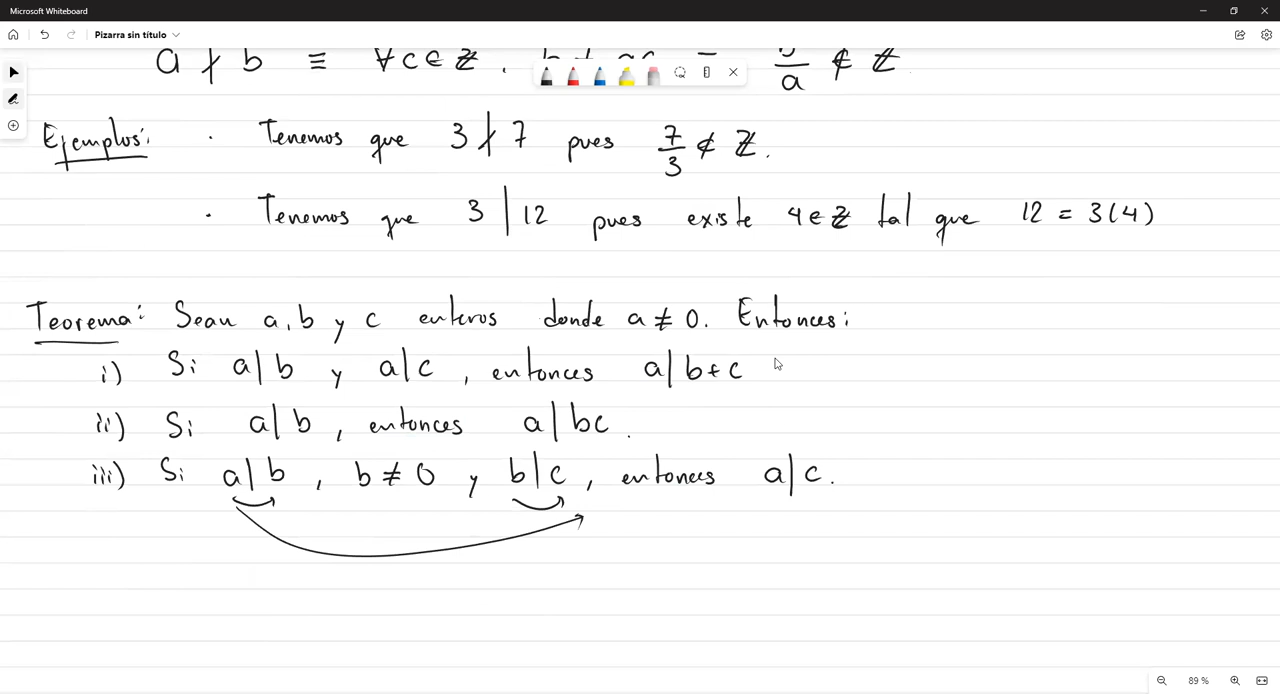 Microsoft Whiteboard
Pizarra sin título
a ∤ b ≡ ∀c∈ℤ, b ≠ ac ≡ b/a ∉ ℤ
Ejemplos: · Tenemos que 3 ∤ 7 pues 7/3 ∉ ℤ.
· Tenemos que 3 | 12 pues existe 4∈ℤ tal que 12 = 3(4)
Teorema: Sean a, b y c enteros donde a ≠ 0. Entonces:
i) Si a|b y a|c, entonces a|b+c
ii) Si a|b, entonces a|bc.
iii) Si a|b, b≠0 y b|c, entonces a|c.
89 %